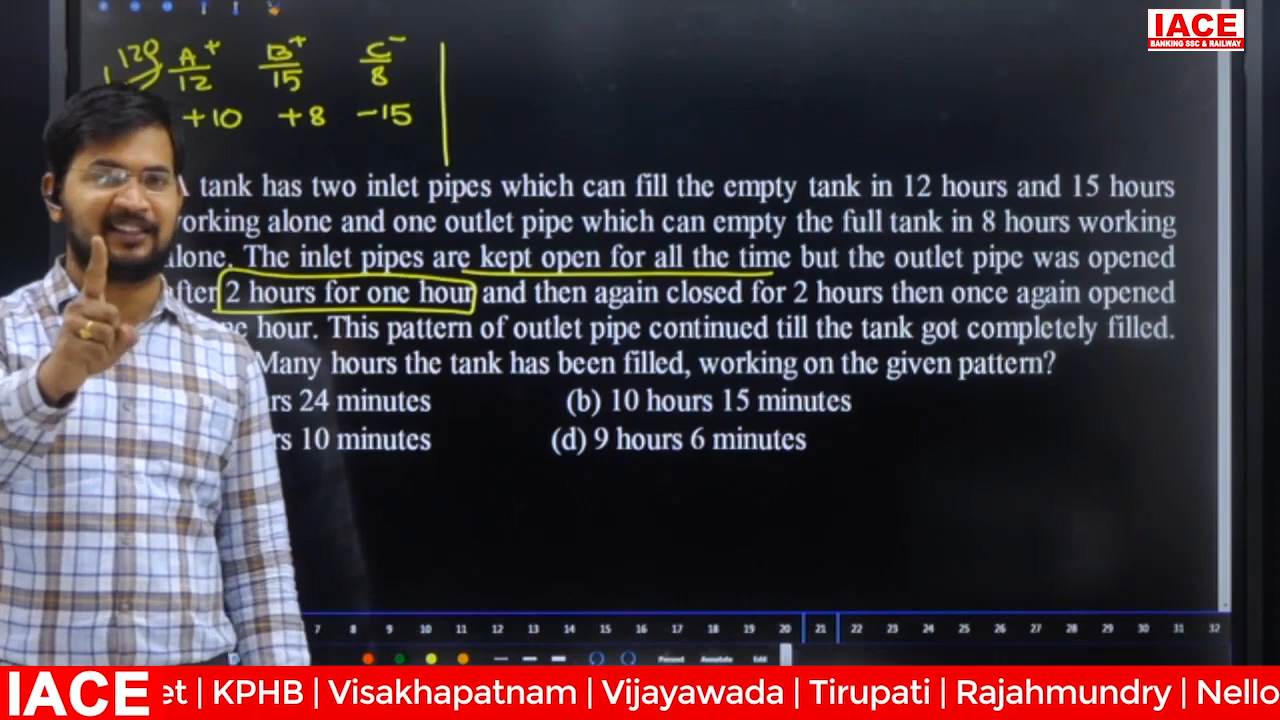 IACE
BANKING SSC & RAILWAY
120 A+ B+ C-
12 15 8
+10 +8 -15
tank has two inlet pipes which can fill the empty tank in 12 hours and 15 hours
working alone and one outlet pipe which can empty the full tank in 8 hours working
alone. The inlet pipes are kept open for all the time but the outlet pipe was opened
after 2 hours for one hour and then again closed for 2 hours then once again opened
hour. This pattern of outlet pipe continued till the tank got completely filled.
Many hours the tank has been filled, working on the given pattern?
24 minutes (b) 10 hours 15 minutes
10 minutes (d) 9 hours 6 minutes
7 8 9 10 11 12 13 14 15 16 17 18 19 20 21 22 23 24 25 26 27 28 29 30 31 32
Present Annotate Edit
IACE et | KPHB | Visakhapatnam | Vijayawada | Tirupati | Rajahmundry | Nello